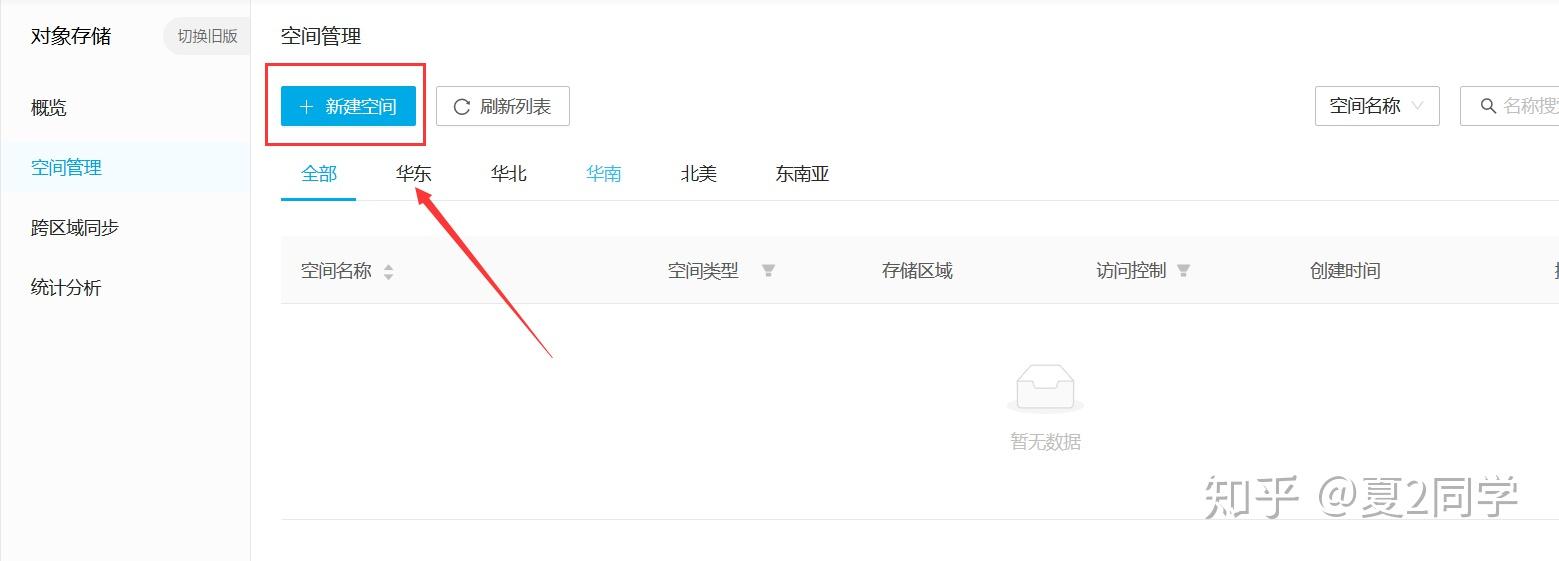 对象存储
切换旧版
空间管理
概览
空间管理
跨区域同步
统计分析
新建空间
刷新列表
空间名称
名称搜
全部
华东
华北
华南
北美
东南亚
空间名称
空间类型
存储区域
访问控制
创建时间
暂无数据
知乎 @夏2同学